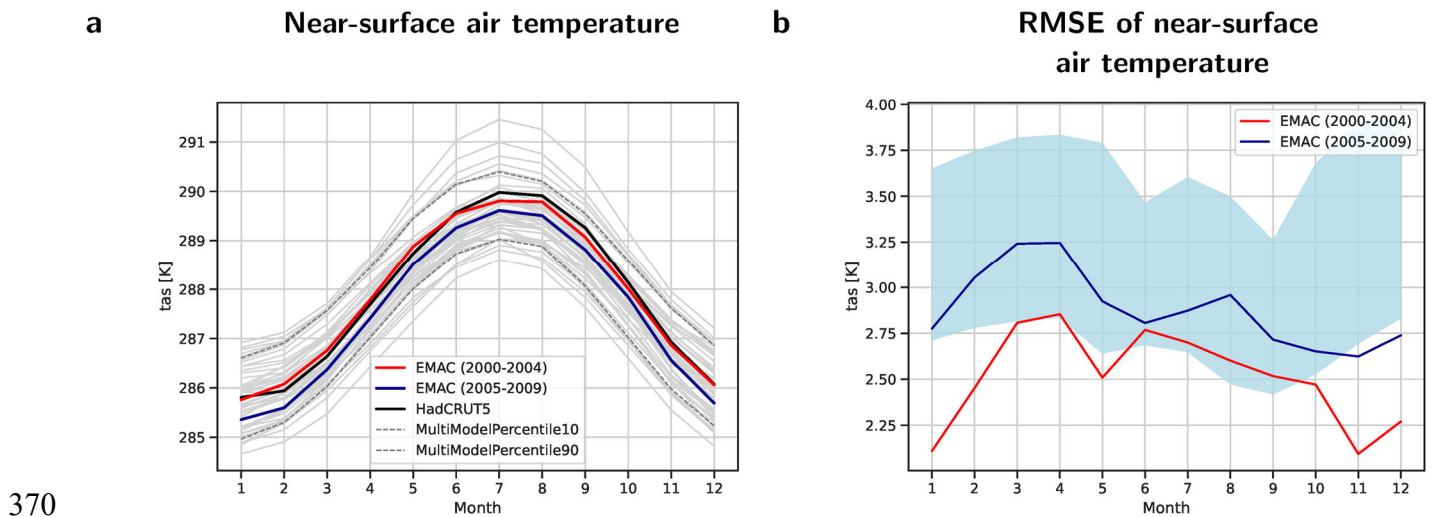 a
Near-surface air temperature
291
290
289
288
287
286
285
tas [K]
EMAC (2000-2004)
EMAC (2005-2009)
HadCRUT5
MultiModelPercentile10
MultiModelPercentile90
1 2 3 4 5 6 7 8 9 10 11 12
Month
370
b
RMSE of near-surface
air temperature
4.00
3.75
3.50
3.25
3.00
2.75
2.50
2.25
tas [K]
EMAC (2000-2004)
EMAC (2005-2009)
1 2 3 4 5 6 7 8 9 10 11 12
Month